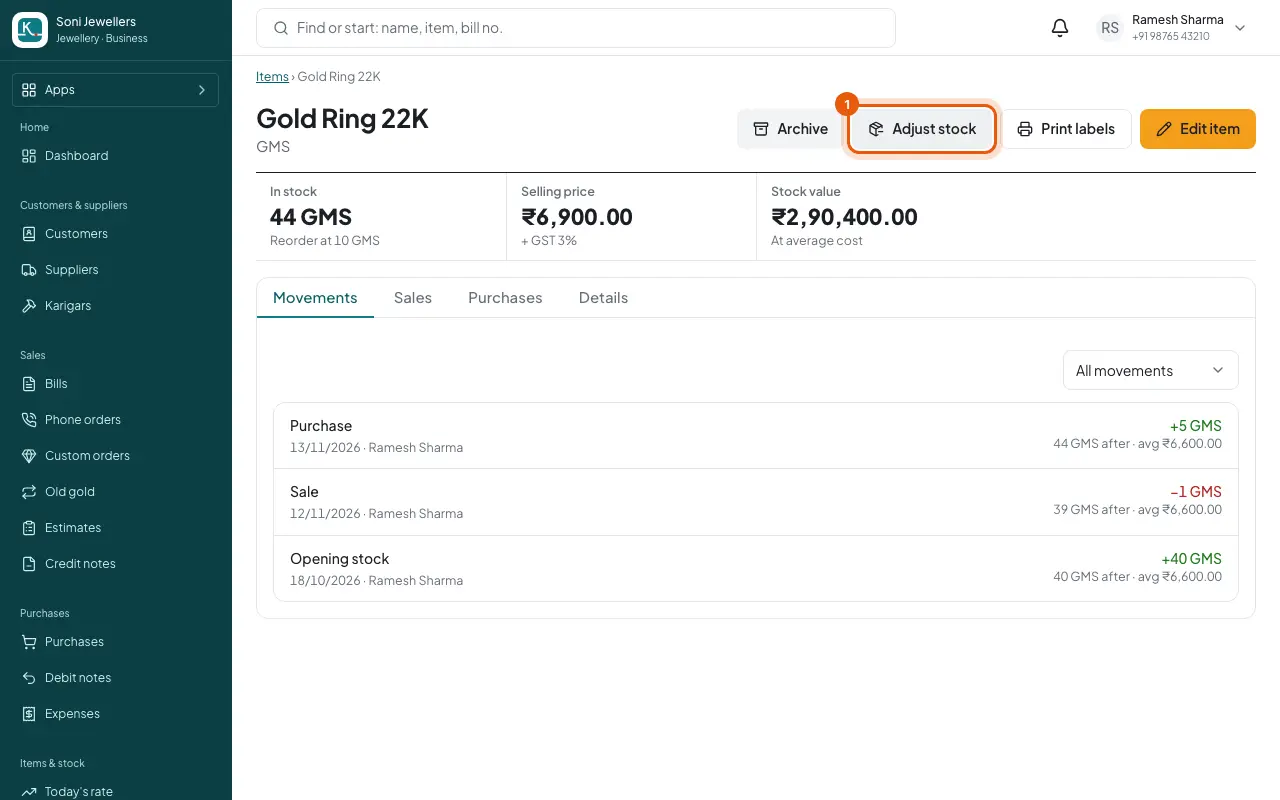 Soni Jewellers
Jewellery · Business
Apps
Home
Dashboard
Customers & suppliers
Customers
Suppliers
Karigars
Sales
Bills
Phone orders
Custom orders
Old gold
Estimates
Credit notes
Purchases
Purchases
Debit notes
Expenses
Items & stock
Today's rate
Find or start: name, item, bill no.
RS
Ramesh Sharma
+91 98765 43210
Items › Gold Ring 22K
Gold Ring 22K
GMS
Archive
1
Adjust stock
Print labels
Edit item
In stock
44 GMS
Reorder at 10 GMS
Selling price
₹6,900.00
+ GST 3%
Stock value
₹2,90,400.00
At average cost
Movements
Sales
Purchases
Details
All movements
Purchase
13/11/2026 · Ramesh Sharma
+5 GMS
44 GMS after · avg ₹6,600.00
Sale
12/11/2026 · Ramesh Sharma
−1 GMS
39 GMS after · avg ₹6,600.00
Opening stock
18/10/2026 · Ramesh Sharma
+40 GMS
40 GMS after · avg ₹6,600.00